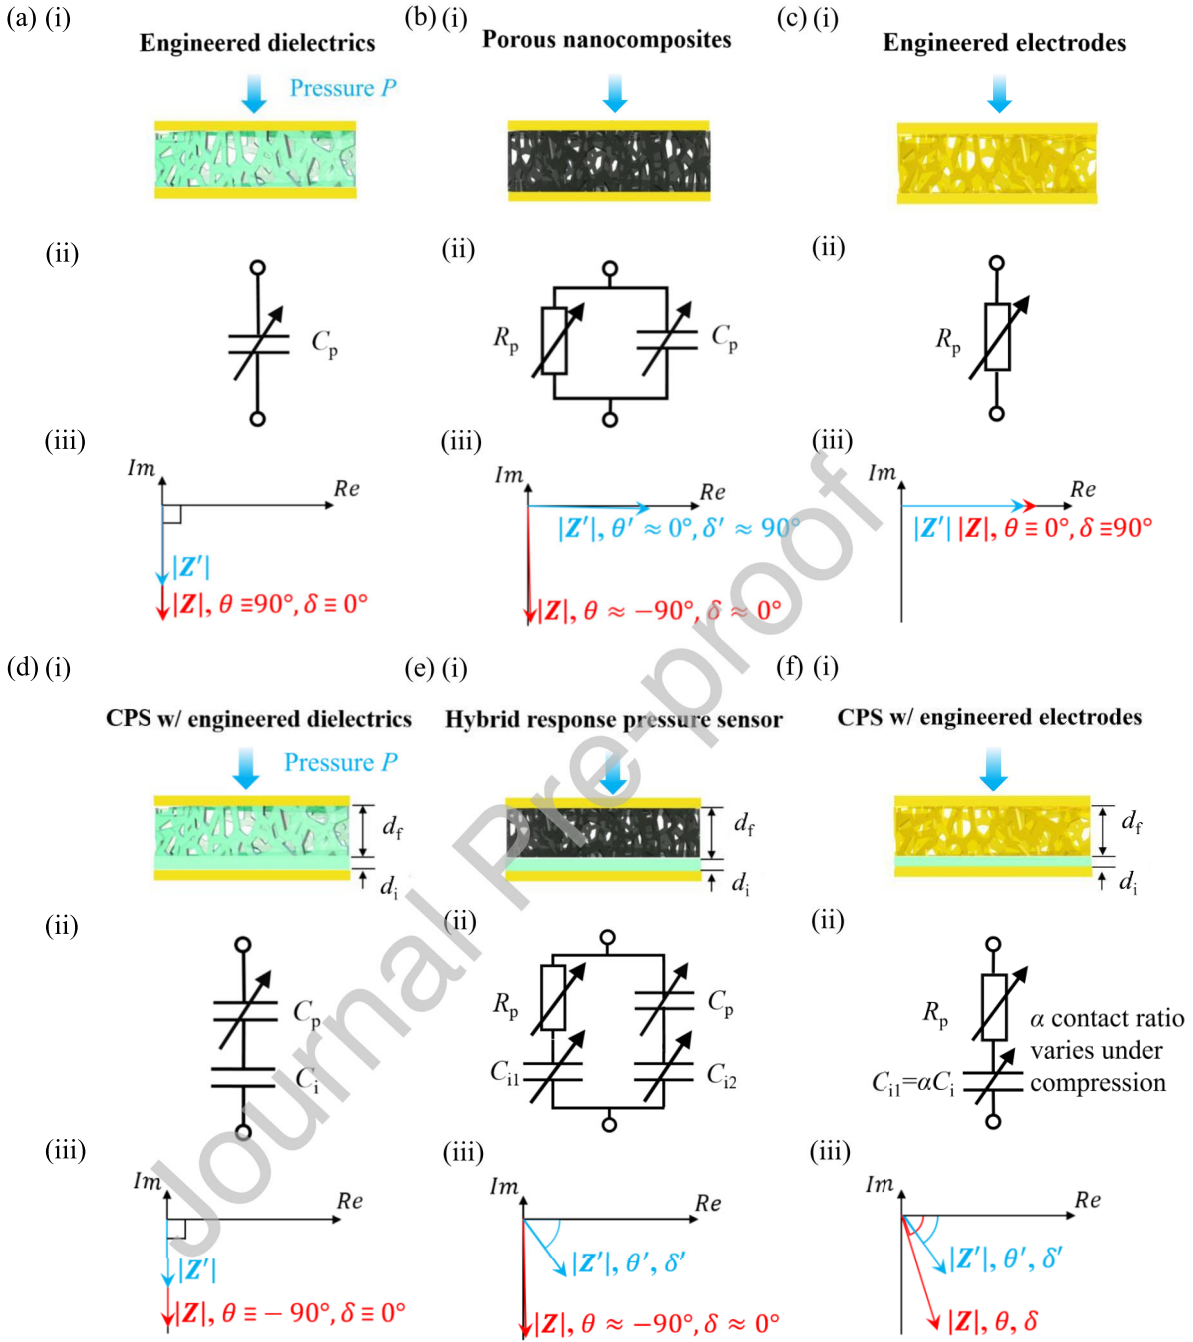 (a) (i)
Engineered dielectrics
Pressure P
(b) (i)
Porous nanocomposites
(c) (i)
Engineered electrodes
(ii)
Cp
(ii)
Rp
Cp
(ii)
Rp
(iii)
Im
Re
|Z′|
|Z|, θ ≡90°, δ ≡ 0°
(iii)
Im
Re
|Z′|, θ′ ≈ 0°, δ′ ≈ 90°
|Z|, θ ≈ −90°, δ ≈ 0°
(iii)
Im
Re
|Z′| |Z|, θ ≡ 0°, δ ≡90°
(d) (i)
CPS w/ engineered dielectrics
Pressure P
df
di
(e) (i)
Hybrid response pressure sensor
df
di
(f) (i)
CPS w/ engineered electrodes
df
di
(ii)
Cp
Ci
(ii)
Rp
Cp
Ci1
Ci2
(ii)
Rp
Ci1=αCi
α contact ratio
varies under
compression
(iii)
Im
Re
|Z′|
|Z|, θ ≡ − 90°, δ ≡ 0°
(iii)
Im
Re
|Z′|, θ′, δ′
|Z|, θ ≈ −90°, δ ≈ 0°
(iii)
Im
Re
|Z′|, θ′, δ′
|Z|, θ, δ
Journal Pre-proof